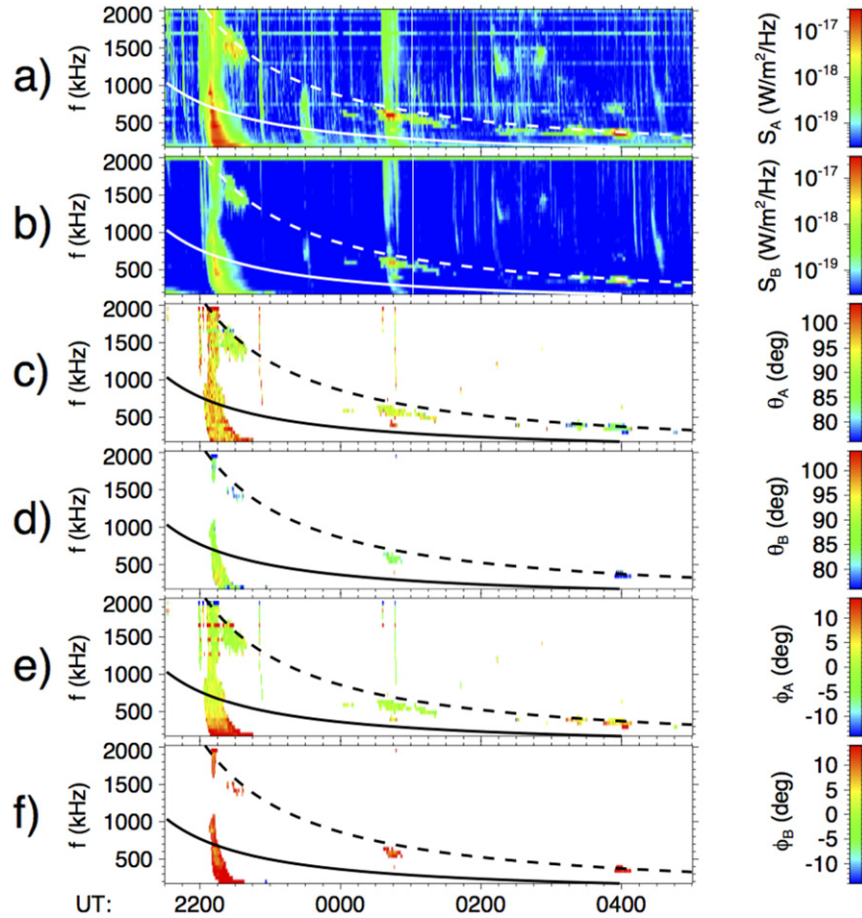 a)
f (kHz)
2000
1500
1000
500
S_A (W/m²/Hz)
10⁻¹⁷
10⁻¹⁸
10⁻¹⁹
b)
f (kHz)
2000
1500
1000
500
S_B (W/m²/Hz)
10⁻¹⁷
10⁻¹⁸
10⁻¹⁹
c)
f (kHz)
2000
1500
1000
500
θ_A (deg)
100
95
90
85
80
d)
f (kHz)
2000
1500
1000
500
θ_B (deg)
100
95
90
85
80
e)
f (kHz)
2000
1500
1000
500
ϕ_A (deg)
10
5
0
-5
-10
f)
f (kHz)
2000
1500
1000
500
ϕ_B (deg)
10
5
0
-5
-10
UT: 2200 0000 0200 0400